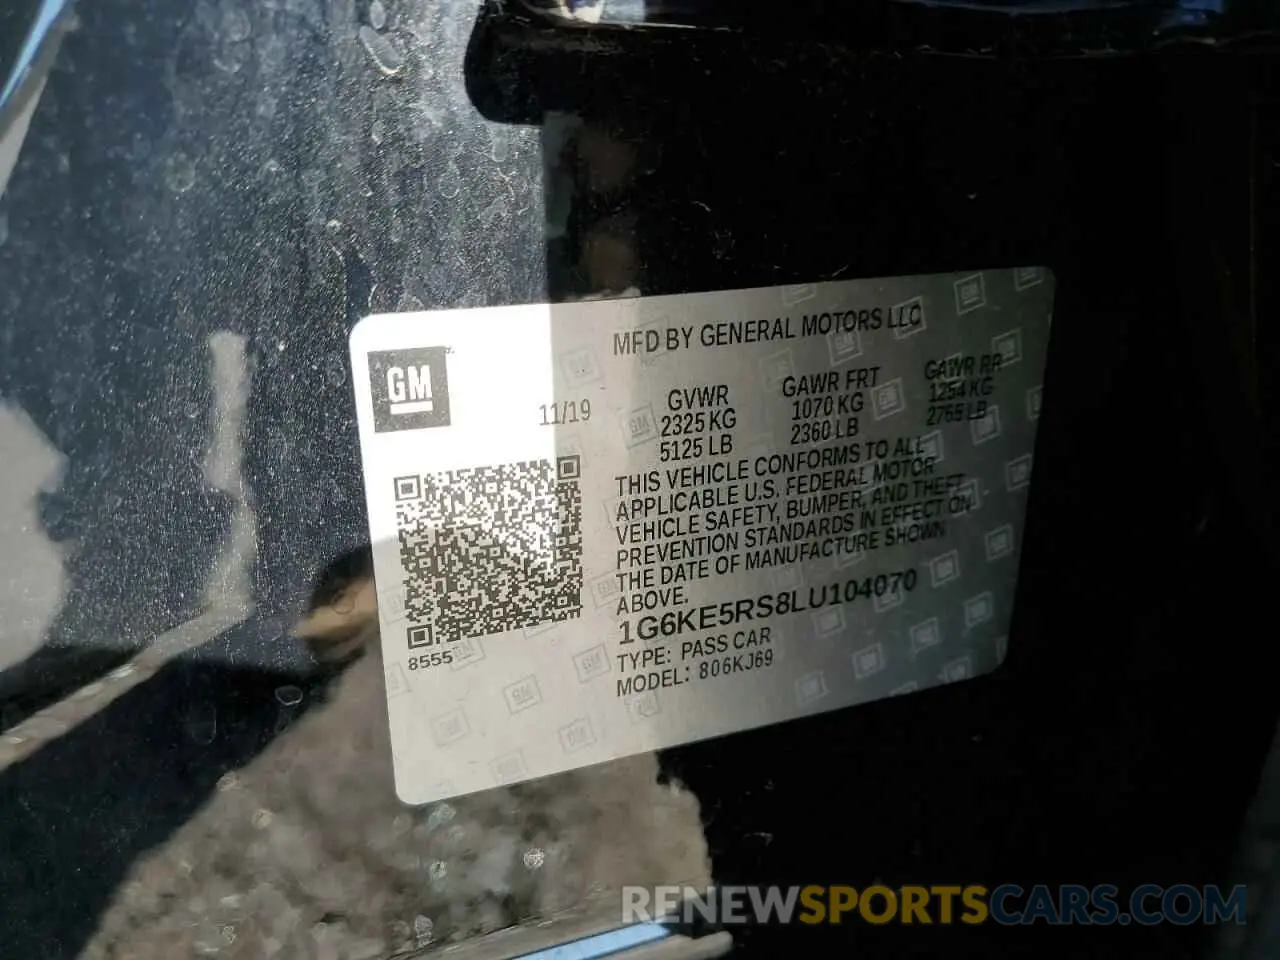 MFD BY GENERAL MOTORS LLC
GM
11/19
GVWR
2325 KG
5125 LB
GAWR FRT
1070 KG
2360 LB
GAWR RR
1254 KG
2765 LB
THIS VEHICLE CONFORMS TO ALL
APPLICABLE U.S. FEDERAL MOTOR
VEHICLE SAFETY, BUMPER, AND THEFT
PREVENTION STANDARDS IN EFFECT ON
THE DATE OF MANUFACTURE SHOWN
ABOVE.
1G6KE5RS8LU104070
TYPE: PASS CAR
MODEL: 806KJ69
8555
RENEWSPORTSCARS.COM